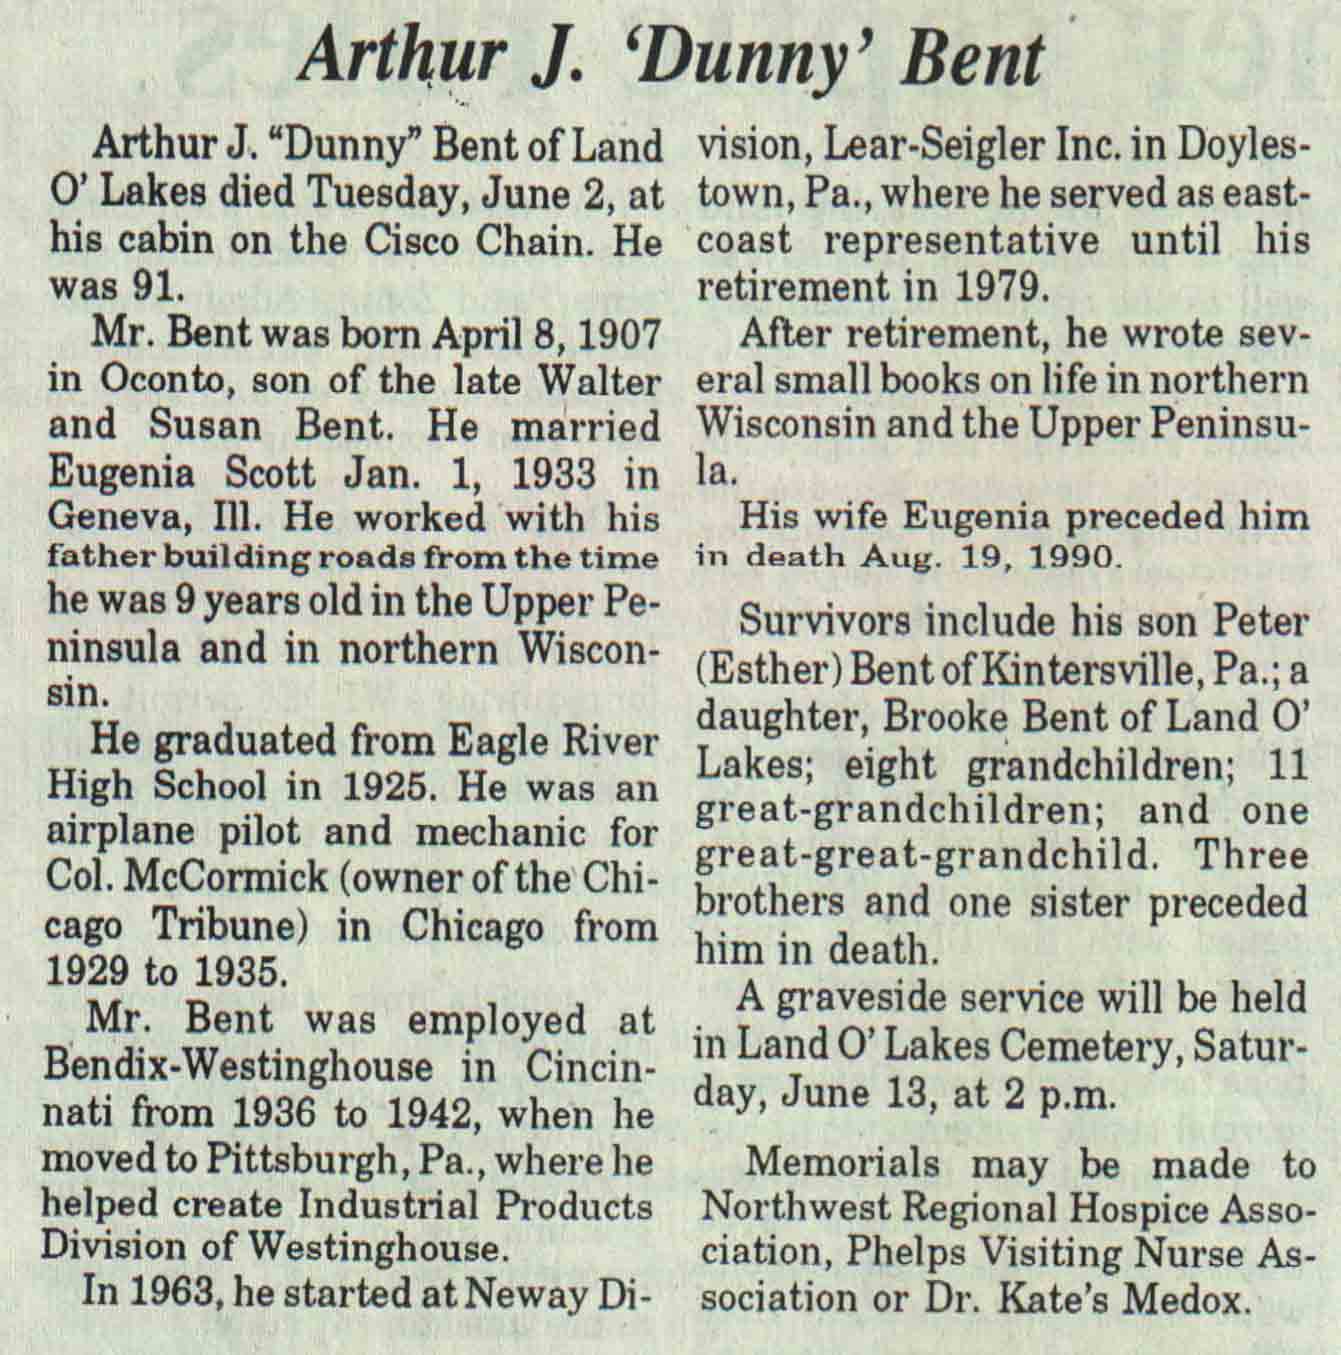 Arthur J. 'Dunny' Bent
Arthur J. "Dunny" Bent of Land
O' Lakes died Tuesday, June 2, at
his cabin on the Cisco Chain. He
was 91.
Mr. Bent was born April 8, 1907
in Oconto, son of the late Walter
and Susan Bent. He married
Eugenia Scott Jan. 1, 1933 in
Geneva, Ill. He worked with his
father building roads from the time
he was 9 years old in the Upper Pe-
ninsula and in northern Wiscon-
sin.
He graduated from Eagle River
High School in 1925. He was an
airplane pilot and mechanic for
Col. McCormick (owner of the Chi-
cago Tribune) in Chicago from
1929 to 1935.
Mr. Bent was employed at
Bendix-Westinghouse in Cincin-
nati from 1936 to 1942, when he
moved to Pittsburgh, Pa., where he
helped create Industrial Products
Division of Westinghouse.
In 1963, he started at Neway Di-
vision, Lear-Seigler Inc. in Doyles-
town, Pa., where he served as east-
coast representative until his
retirement in 1979.
After retirement, he wrote sev-
eral small books on life in northern
Wisconsin and the Upper Peninsu-
la.
His wife Eugenia preceded him
in death Aug. 19, 1990.
Survivors include his son Peter
(Esther) Bent of Kintersville, Pa.; a
daughter, Brooke Bent of Land O'
Lakes; eight grandchildren; 11
great-grandchildren; and one
great-great-grandchild. Three
brothers and one sister preceded
him in death.
A graveside service will be held
in Land O' Lakes Cemetery, Satur-
day, June 13, at 2 p.m.
Memorials may be made to
Northwest Regional Hospice Asso-
ciation, Phelps Visiting Nurse As-
sociation or Dr. Kate's Medox.